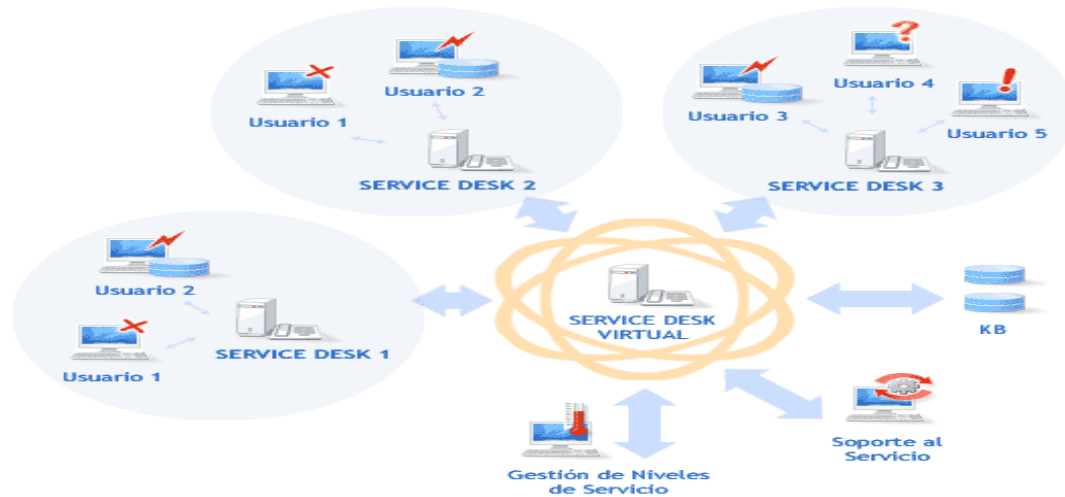 Usuario 2
Usuario 1
SERVICE DESK 2
Usuario 4
Usuario 3
Usuario 5
SERVICE DESK 3
Usuario 2
SERVICE DESK 1
Usuario 1
SERVICE DESK
VIRTUAL
KB
Soporte al
Servicio
Gestión de Niveles
de Servicio